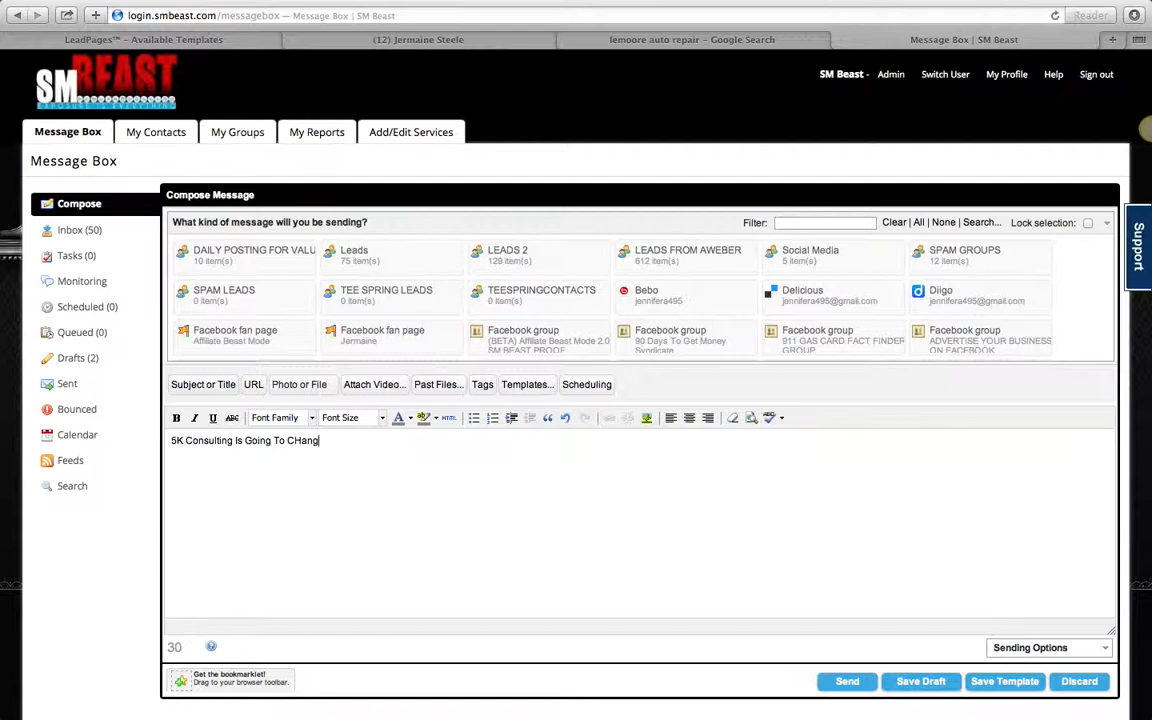 login.smbeast.com/messagebox — Message Box | SM Beast
Reader
LeadPages™ – Available Templates
(12) Jermaine Steele
lemoore auto repair – Google Search
Message Box | SM Beast
SMBEAST
SM Beast - Admin Switch User My Profile Help Sign out
Message Box My Contacts My Groups My Reports Add/Edit Services
Message Box
Compose
Inbox (50)
Tasks (0)
Monitoring
Scheduled (0)
Queued (0)
Drafts (2)
Sent
Bounced
Calendar
Feeds
Search
Compose Message
What kind of message will you be sending?
Filter: Clear | All | None | Search... Lock selection:
DAILY POSTING FOR VALU
10 item(s)
Leads
75 item(s)
LEADS 2
129 item(s)
LEADS FROM AWEBER
612 item(s)
Social Media
5 item(s)
SPAM GROUPS
12 item(s)
SPAM LEADS
0 item(s)
TEE SPRING LEADS
0 item(s)
TEESPRINGCONTACTS
0 item(s)
Bebo
jennifera495
Delicious
jennifera495@gmail.com
Diigo
jennifera495@gmail.com
Facebook fan page
Affiliate Beast Mode
Facebook fan page
Jermaine
Facebook group
(BETA) Affiliate Beast Mode 2.0
SM BEAST PROOF
Facebook group
90 Days To Get Money
Syndicate
Facebook group
911 GAS CARD FACT FINDER
GROUP
Facebook group
ADVERTISE YOUR BUSINESS
ON FACEBOOK
Subject or Title URL Photo or File Attach Video... Past Files... Tags Templates... Scheduling
B I U ABC Font Family Font Size A HTML
5K Consulting Is Going To CHang
30
Sending Options
Get the bookmarklet!
Drag to your browser toolbar.
Send Save Draft Save Template Discard
Support